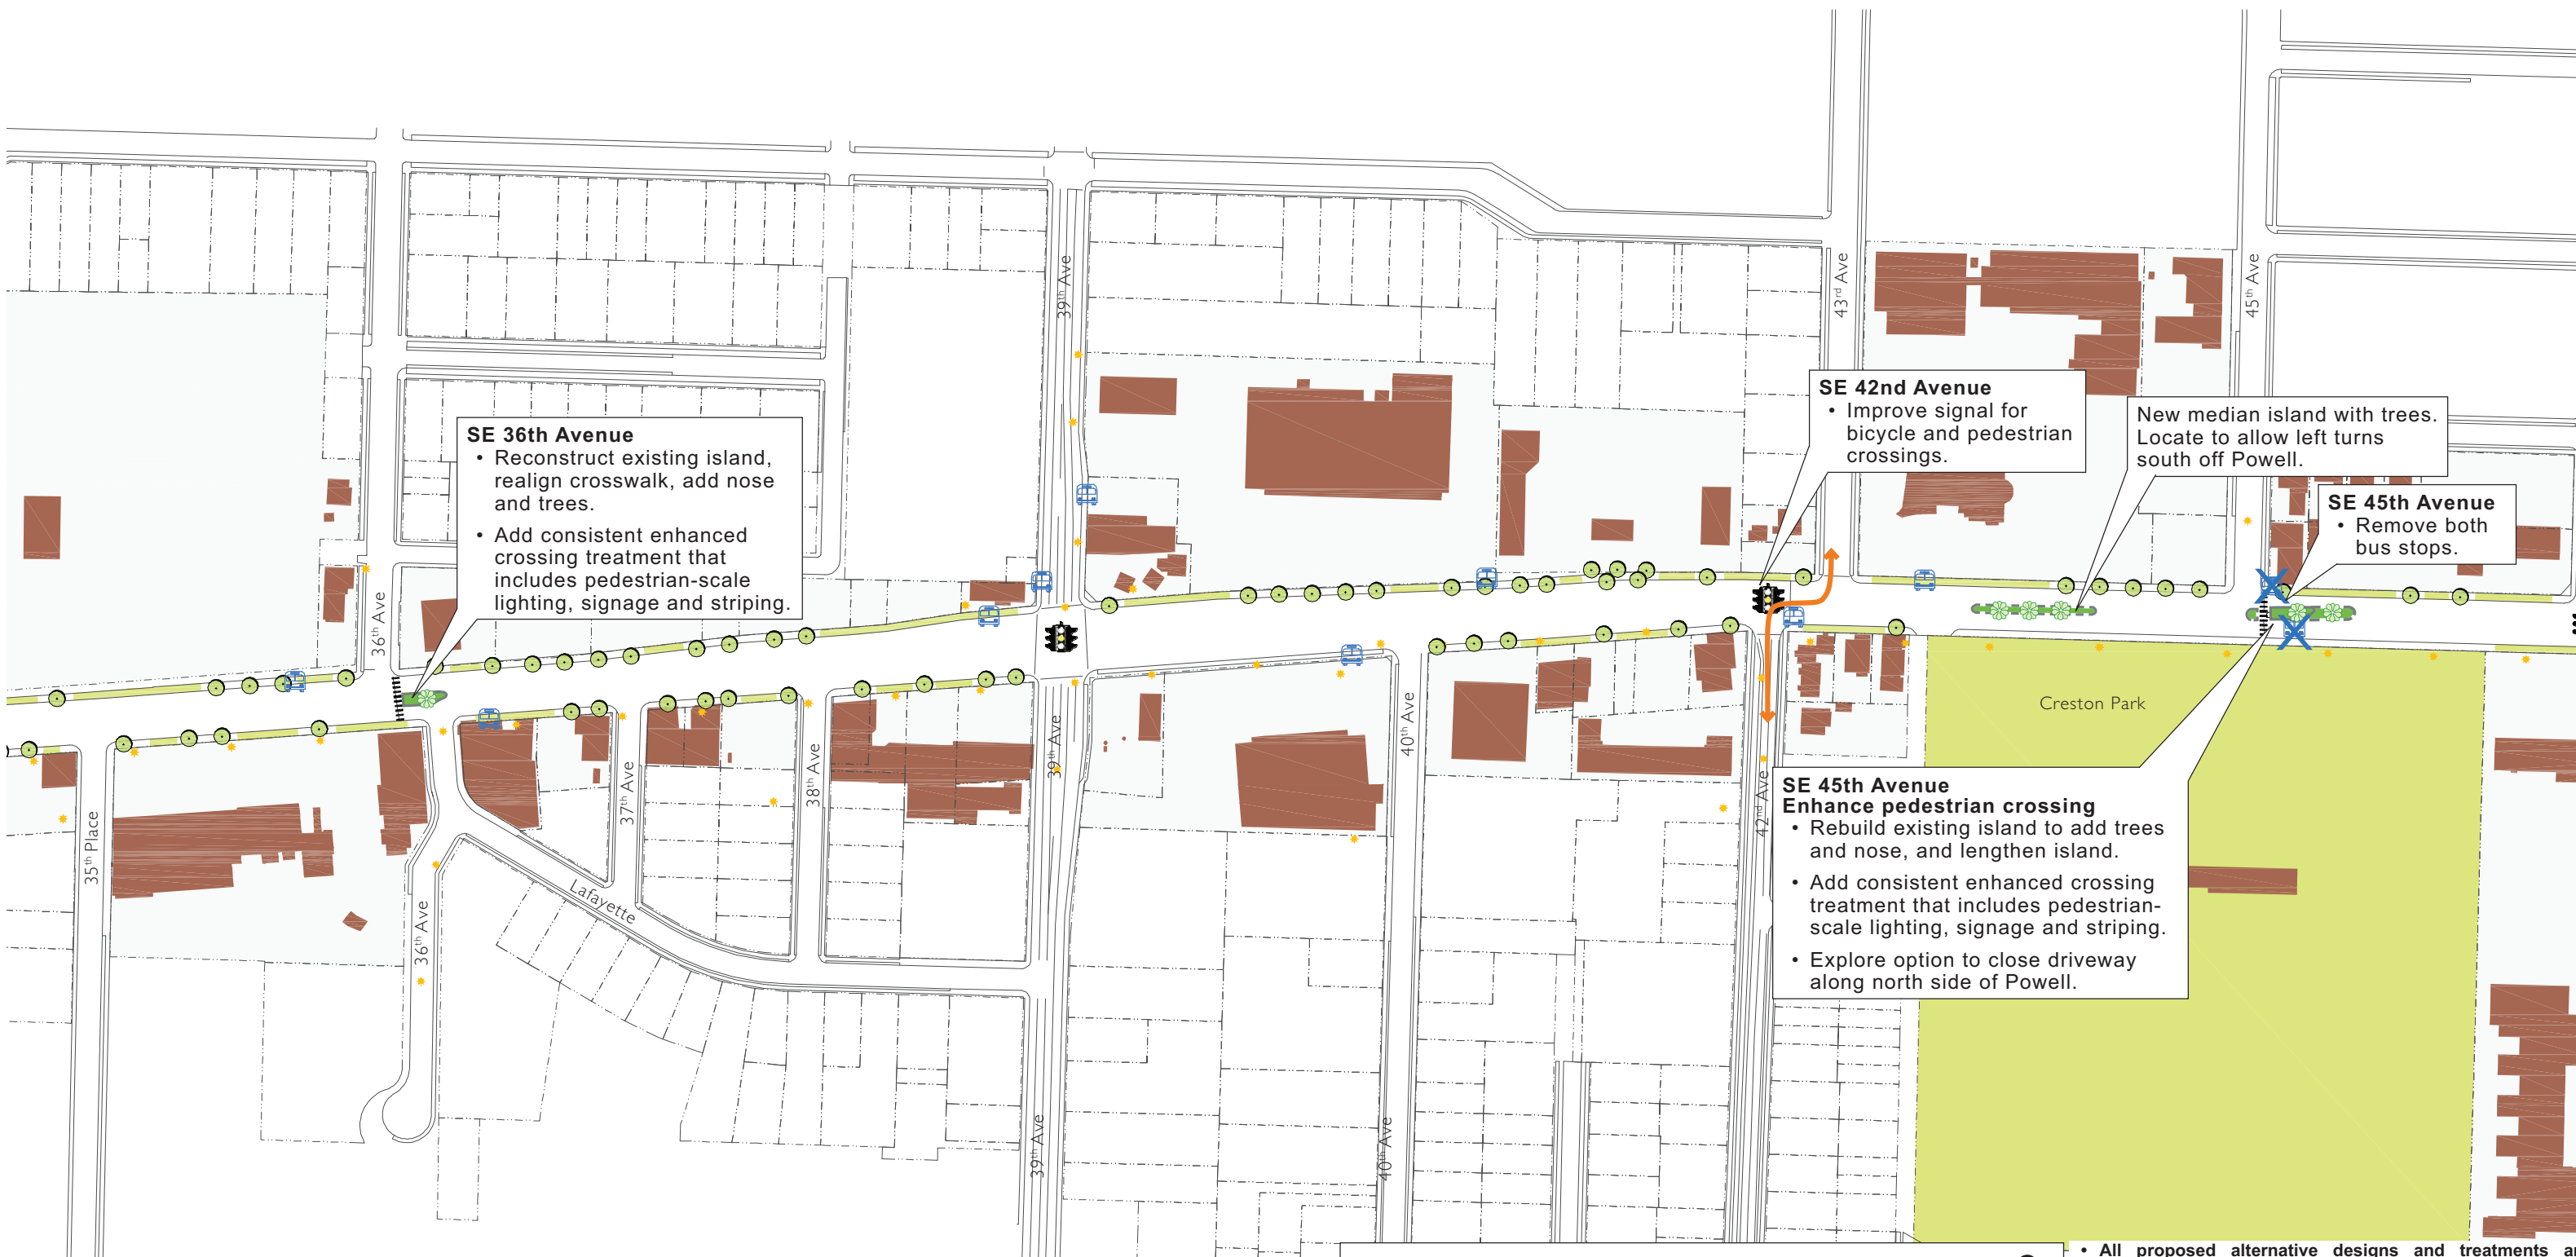 SE 36th Avenue
• Reconstruct existing island,
realign crosswalk, add nose
and trees.
• Add consistent enhanced
crossing treatment that
includes pedestrian-scale
lighting, signage and striping.
SE 42nd Avenue
• Improve signal for
bicycle and pedestrian
crossings.
New median island with trees.
Locate to allow left turns
south off Powell.
SE 45th Avenue
• Remove both
bus stops.
SE 45th Avenue
Enhance pedestrian crossing
• Rebuild existing island to add trees
and nose, and lengthen island.
• Add consistent enhanced crossing
treatment that includes pedestrian-
scale lighting, signage and striping.
• Explore option to close driveway
along north side of Powell.
39th Ave
43rd Ave
45th Ave
36th Ave
35th Place
36th Ave
Lafayette
37th Ave
38th Ave
39th Ave
39th Ave
40th Ave
40th Ave
42nd Ave
Creston Park
• All proposed alternative designs and treatments